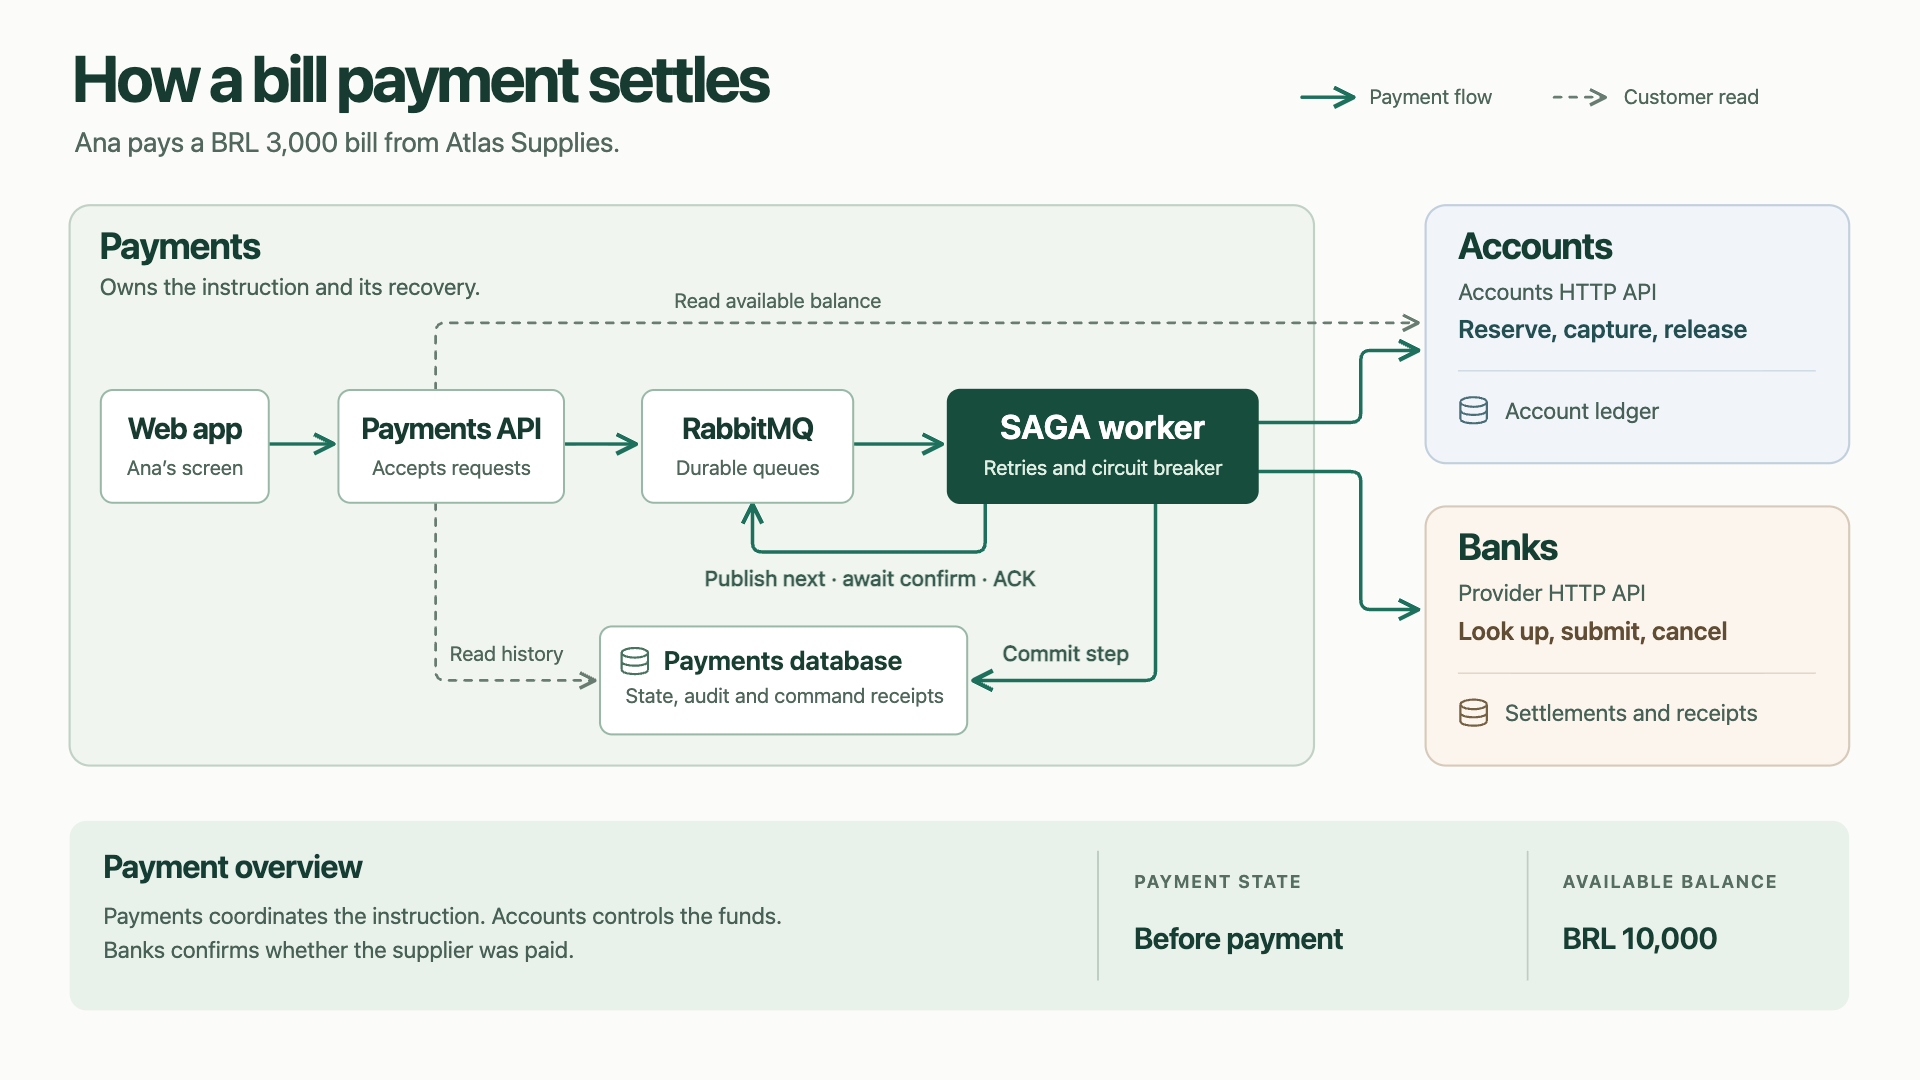 How a bill payment settles
Ana pays a BRL 3,000 bill from Atlas Supplies.
Payment flow
Customer read
Payments
Owns the instruction and its recovery.
Read available balance
Web app
Ana’s screen
Payments API
Accepts requests
RabbitMQ
Durable queues
SAGA worker
Retries and circuit breaker
Publish next · await confirm · ACK
Read history
Payments database
State, audit and command receipts
Commit step
Accounts
Accounts HTTP API
Reserve, capture, release
Account ledger
Banks
Provider HTTP API
Look up, submit, cancel
Settlements and receipts
Payment overview
Payments coordinates the instruction. Accounts controls the funds.
Banks confirms whether the supplier was paid.
PAYMENT STATE
Before payment
AVAILABLE BALANCE
BRL 10,000